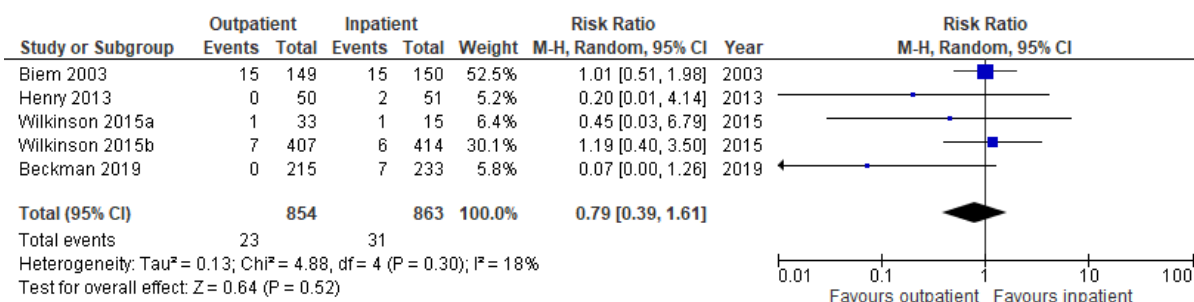 Outpatient Inpatient Risk Ratio Risk Ratio
Study or Subgroup Events Total Events Total Weight M-H, Random, 95% CI Year M-H, Random, 95% CI
Biem 2003 15 149 15 150 52.5% 1.01 [0.51, 1.98] 2003
Henry 2013 0 50 2 51 5.2% 0.20 [0.01, 4.14] 2013
Wilkinson 2015a 1 33 1 15 6.4% 0.45 [0.03, 6.79] 2015
Wilkinson 2015b 7 407 6 414 30.1% 1.19 [0.40, 3.50] 2015
Beckman 2019 0 215 7 233 5.8% 0.07 [0.00, 1.26] 2019
Total (95% CI) 854 863 100.0% 0.79 [0.39, 1.61]
Total events 23 31
Heterogeneity: Tau² = 0.13; Chi² = 4.88, df = 4 (P = 0.30); I² = 18%
Test for overall effect: Z = 0.64 (P = 0.52)
0.01 0.1 1 10 100
Favours outpatient Favours inpatient